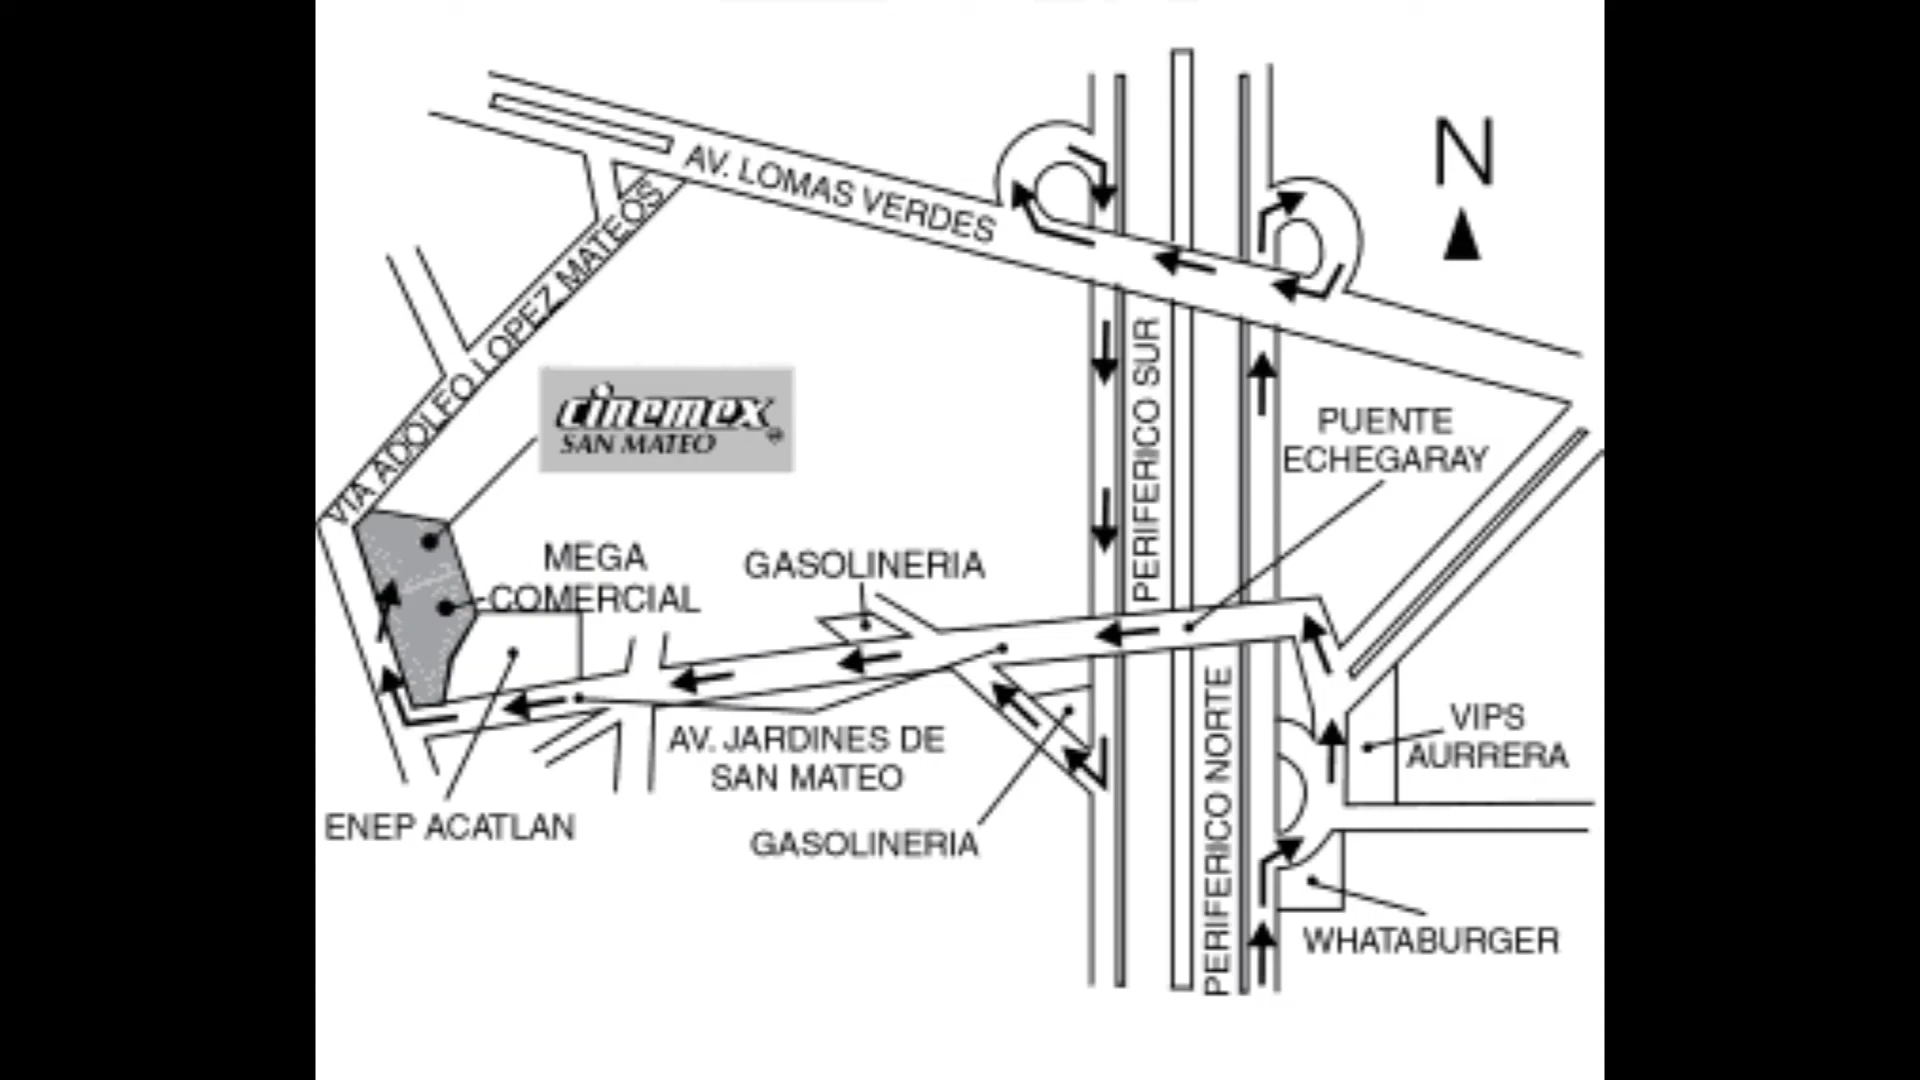 N
AV. LOMAS VERDES
VIA ADOLFO LOPEZ MATEOS
PERIFERICO SUR
cinemex
SAN MATEO
PUENTE
ECHEGARAY
MEGA
COMERCIAL
GASOLINERIA
PERIFERICO NORTE
AV. JARDINES DE
SAN MATEO
VIPS
AURRERA
ENEP ACATLAN
GASOLINERIA
WHATABURGER